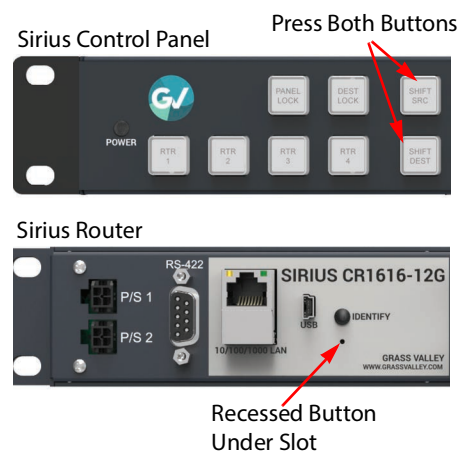 Press Both Buttons
Sirius Control Panel
GV
PANEL
LOCK
DEST
LOCK
SHIFT
SRC
POWER
RTR
1
RTR
2
RTR
3
RTR
4
SHIFT
DEST
Sirius Router
RS-422
SIRIUS CR1616-12G
P/S 1
USB
IDENTIFY
P/S 2
10/100/1000 LAN
GRASS VALLEY
WWW.GRASSVALLEY.COM
Recessed Button
Under Slot